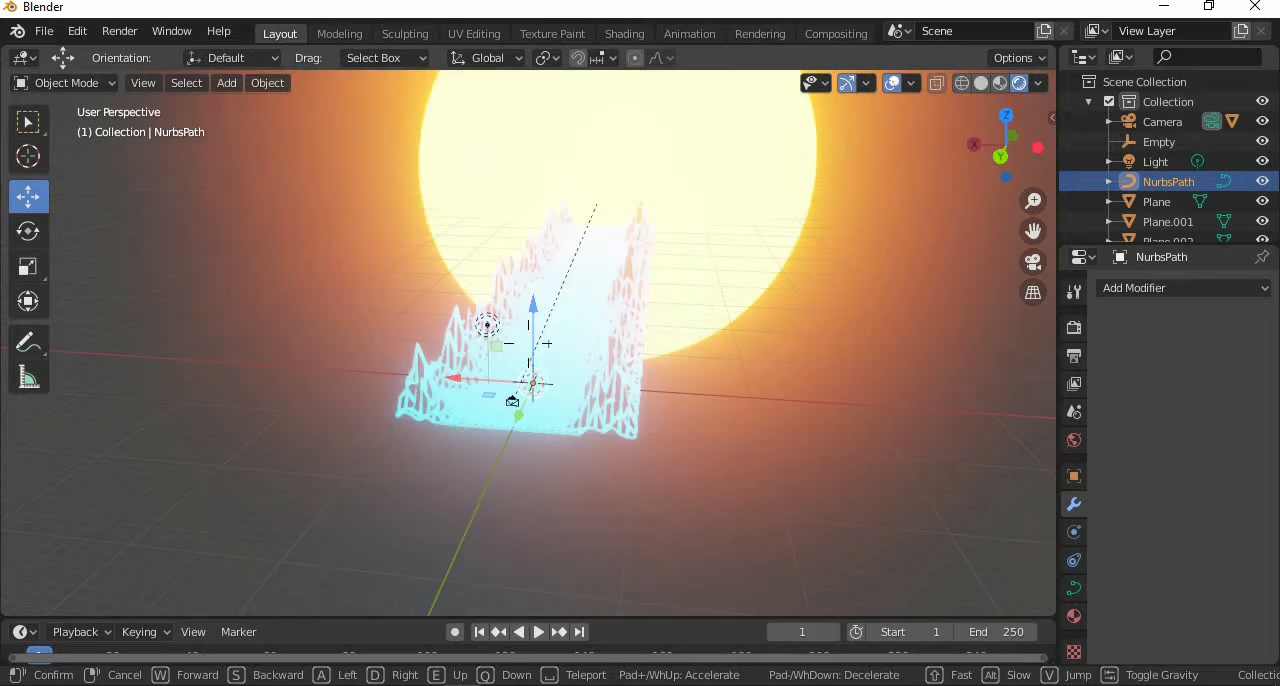 Blender
File Edit Render Window Help Layout Modeling Sculpting UV Editing Texture Paint Shading Animation Rendering Compositing Scene View Layer
Orientation: Default Drag: Select Box Global Options
Object Mode View Select Add Object
User Perspective
(1) Collection | NurbsPath
Z
X
Y
Scene Collection
Collection
Camera
Empty
Light
NurbsPath
Plane
Plane.001
Plane.002
NurbsPath
Add Modifier
Playback Keying View Marker 1 Start 1 End 250
Confirm Cancel W Forward S Backward A Left D Right E Up Q Down Teleport Pad+/WhUp: Accelerate Pad-/WhDown: Decelerate Fast Alt Slow V Jump Toggle Gravity Collectio